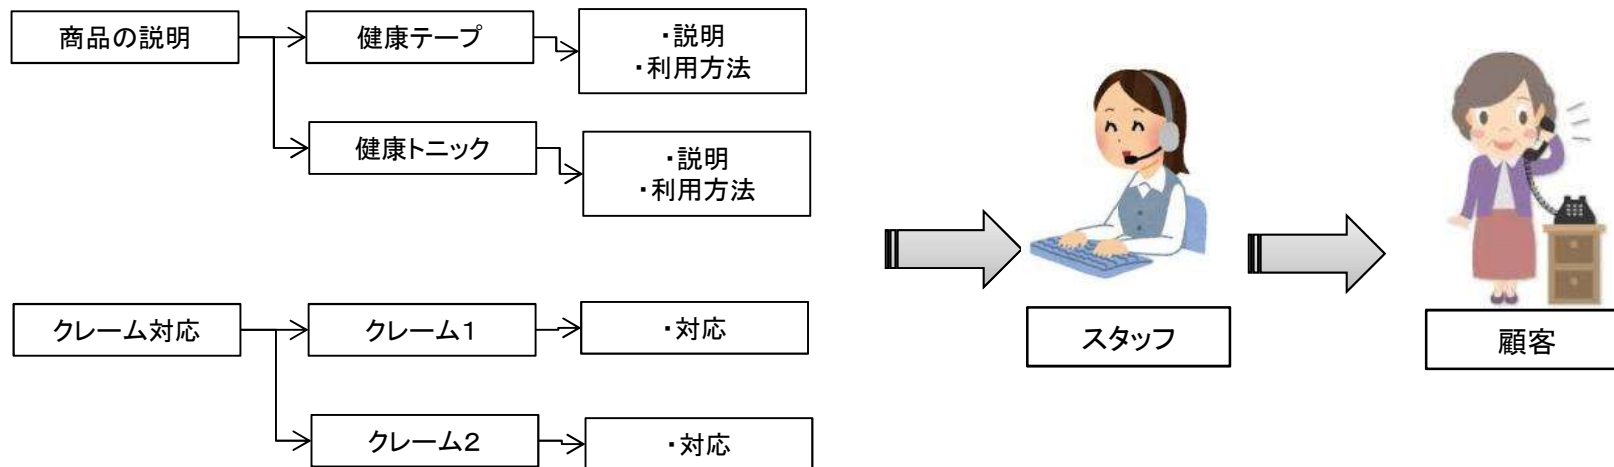 商品の説明
健康テープ
・説明
・利用方法
健康トニック
・説明
・利用方法
クレーム対応
クレーム1
・対応
クレーム2
・対応
スタッフ
顧客